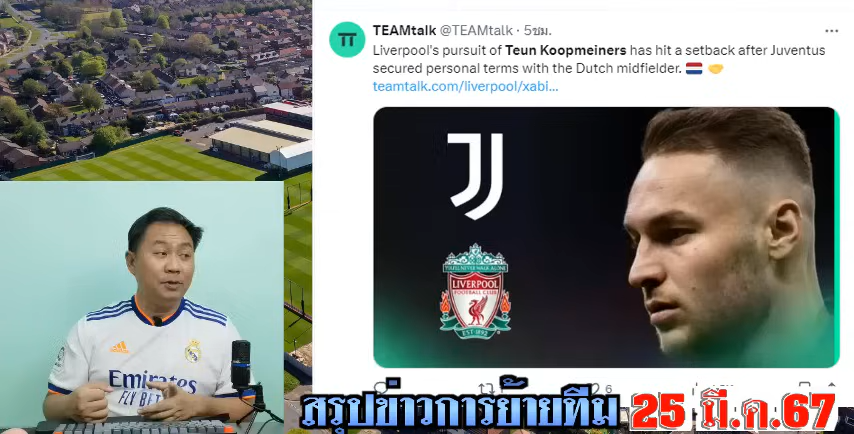 TEAMtalk @TEAMtalk · 5ชม.
Liverpool's pursuit of Teun Koopmeiners has hit a setback after Juventus
secured personal terms with the Dutch midfielder.
teamtalk.com/liverpool/xabi...
YOU'LL NEVER WALK ALONE
LIVERPOOL
FOOTBALL CLUB
EST·1892
adidas
Emirates
FLY BETTER
6
สรุปข่าวการย้ายทีม 25 มี.ค.67